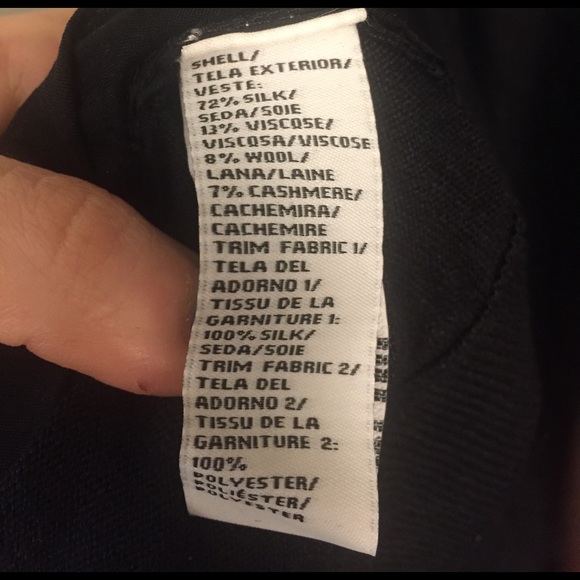 SHELL/
TELA EXTERIOR/
VESTE:
72% SILK/
SEDA/SOIE
13% VISCOSE/
VISCOSA/VISCOSE
8% WOOL/
LANA/LAINE
7% CASHMERE/
CACHEMIRA/
CACHEMIRE
TRIM FABRIC 1/
TELA DEL
ADORNO 1/
TISSU DE LA
GARNITURE 1:
100% SILK/
SEDA/SOIE
TRIM FABRIC 2/
TELA DEL
ADORNO 2/
TISSU DE LA
GARNITURE 2:
100%
POLYESTER/
POLIÉSTER/
POLYESTER